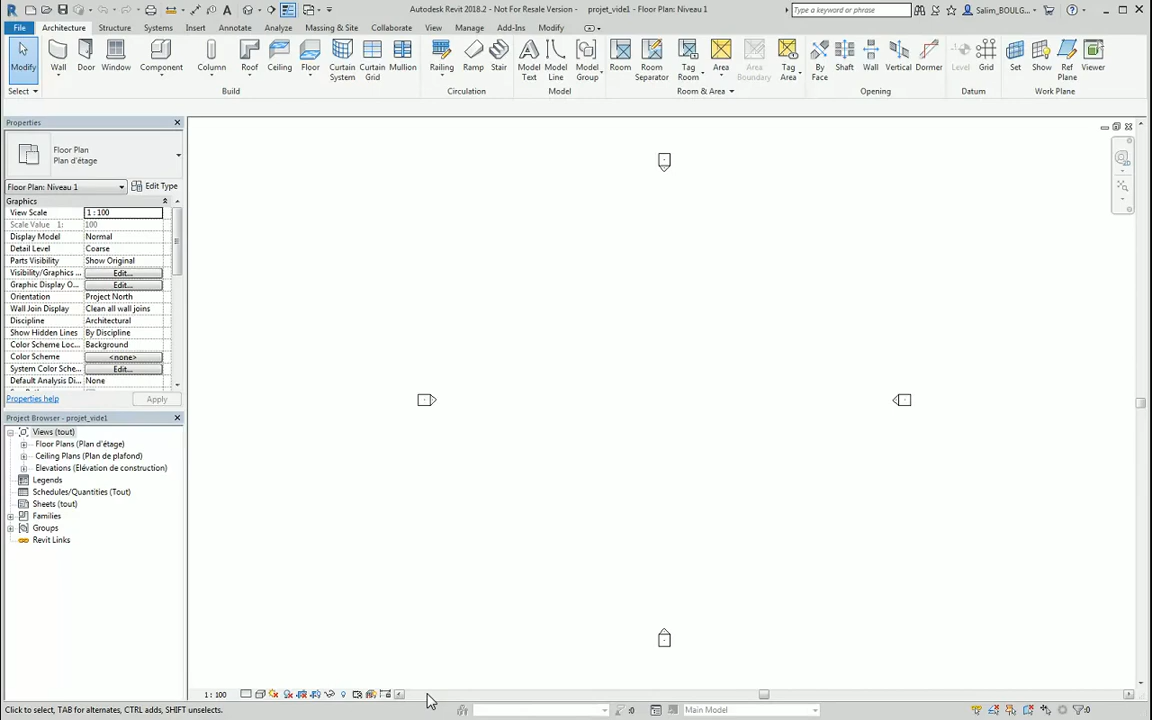 Autodesk Revit 2018.2 - Not For Resale Version - projet_vide1 - Floor Plan: Niveau 1
Type a keyword or phrase
Salim_BOULG...
File Architecture Structure Systems Insert Annotate Analyze Massing & Site Collaborate View Manage Add-Ins Modify
Modify Wall Door Window Component Column Roof Ceiling Floor Curtain System Curtain Grid Mullion Railing Ramp Stair Model Text Model Line Model Group Room Room Separator Tag Room Area Area Boundary Tag Area By Face Shaft Wall Vertical Dormer Level Grid Set Show Ref Plane Viewer
Select Build Circulation Model Room & Area Opening Datum Work Plane
Properties
Floor Plan
Plan d'étage
Floor Plan: Niveau 1 Edit Type
Graphics
View Scale 1 : 100
Scale Value 1: 100
Display Model Normal
Detail Level Coarse
Parts Visibility Show Original
Visibility/Graphics ... Edit...
Graphic Display O... Edit...
Orientation Project North
Wall Join Display Clean all wall joins
Discipline Architectural
Show Hidden Lines By Discipline
Color Scheme Loc... Background
Color Scheme <none>
System Color Sche... Edit...
Default Analysis Di... None
Properties help Apply
Project Browser - projet_vide1
Views (tout)
Floor Plans (Plan d'étage)
Ceiling Plans (Plan de plafond)
Elevations (Elévation de construction)
Legends
Schedules/Quantities (Tout)
Sheets (tout)
Families
Groups
Revit Links
1 : 100
Click to select, TAB for alternates, CTRL adds, SHIFT unselects.
:0
Main Model
:0